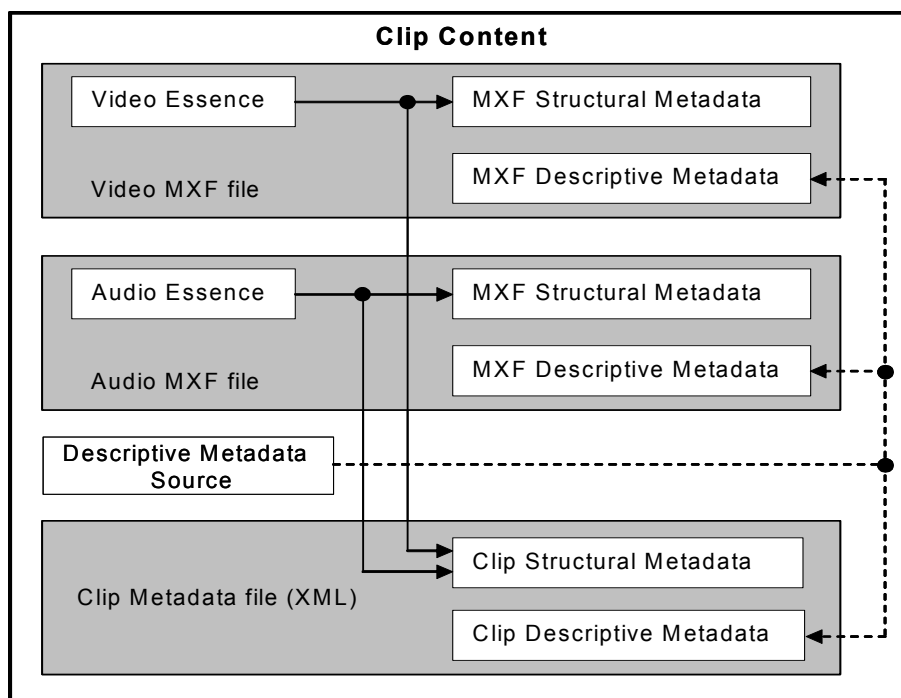 Clip Content
Video Essence
MXF Structural Metadata
MXF Descriptive Metadata
Video MXF file
Audio Essence
MXF Structural Metadata
MXF Descriptive Metadata
Audio MXF file
Descriptive Metadata
Source
Clip Structural Metadata
Clip Metadata file (XML)
Clip Descriptive Metadata